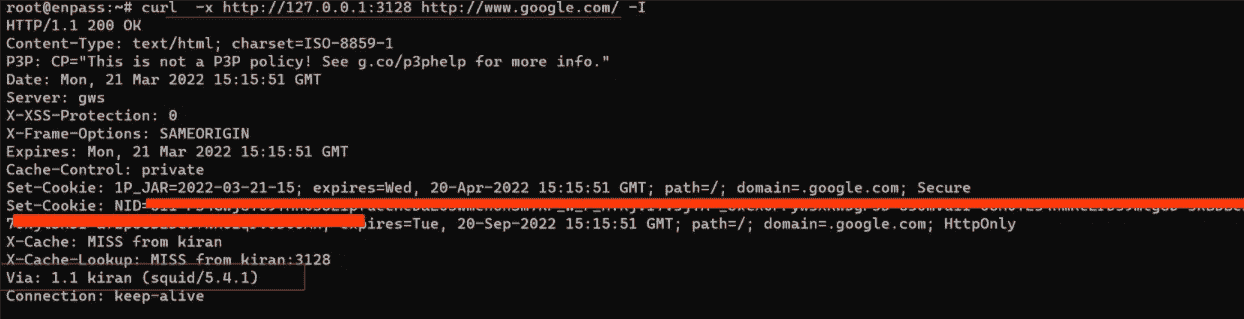 root@enpass:~# curl  -x http://127.0.0.1:3128 http://www.google.com/ -I
HTTP/1.1 200 OK
Content-Type: text/html; charset=ISO-8859-1
P3P: CP="This is not a P3P policy! See g.co/p3phelp for more info."
Date: Mon, 21 Mar 2022 15:15:51 GMT
Server: gws
X-XSS-Protection: 0
X-Frame-Options: SAMEORIGIN
Expires: Mon, 21 Mar 2022 15:15:51 GMT
Cache-Control: private
Set-Cookie: 1P_JAR=2022-03-21-15; expires=Wed, 20-Apr-2022 15:15:51 GMT; path=/; domain=.google.com; Secure
Set-Cookie: NID=
expires=Tue, 20-Sep-2022 15:15:51 GMT; path=/; domain=.google.com; HttpOnly
X-Cache: MISS from kiran
X-Cache-Lookup: MISS from kiran:3128
Via: 1.1 kiran (squid/5.4.1)
Connection: keep-alive